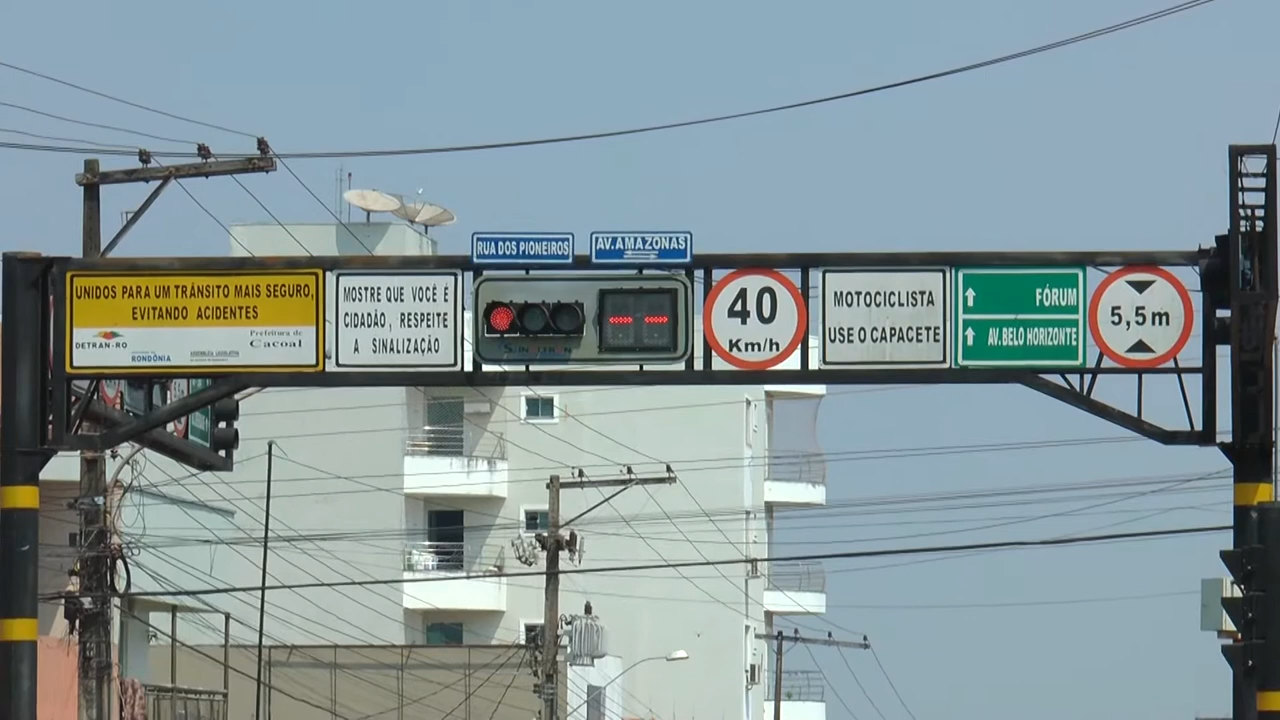 RUA DOS PIONEIROS
AV. AMAZONAS
UNIDOS PARA UM TRÂNSITO MAIS SEGURO,
EVITANDO ACIDENTES
DETRAN-RO
RONDÔNIA
Prefeitura de
Cacoal
MOSTRE QUE VOCÊ É
CIDADÃO, RESPEITE
A SINALIZAÇÃO
40
Km/h
MOTOCICLISTA
USE O CAPACETE
FÓRUM
AV. BELO HORIZONTE
5,5m